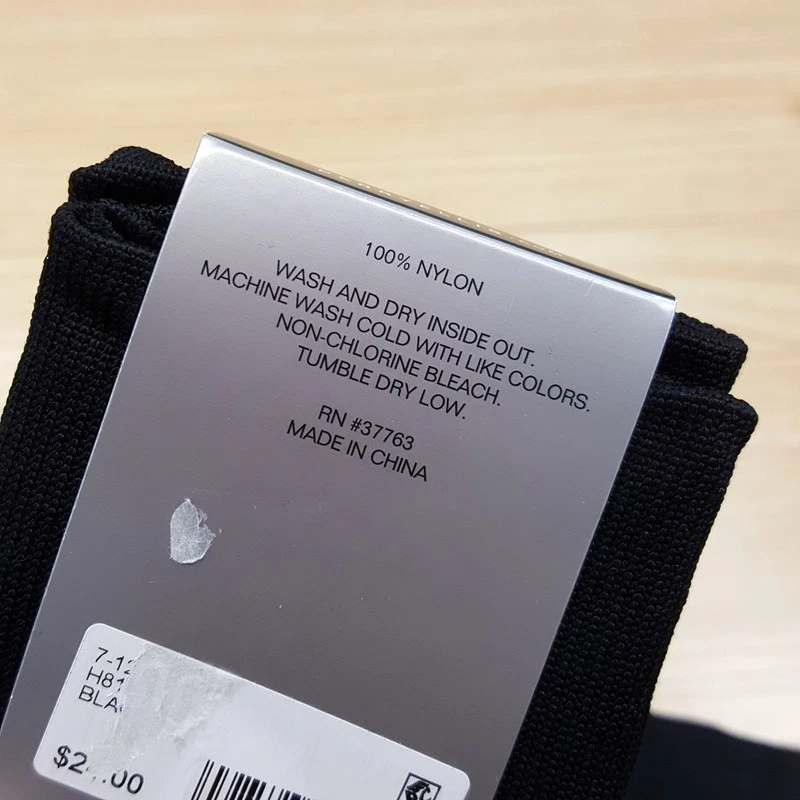 100% NYLON
WASH AND DRY INSIDE OUT.
MACHINE WASH COLD WITH LIKE COLORS.
NON-CHLORINE BLEACH.
TUMBLE DRY LOW.
RN #37763
MADE IN CHINA